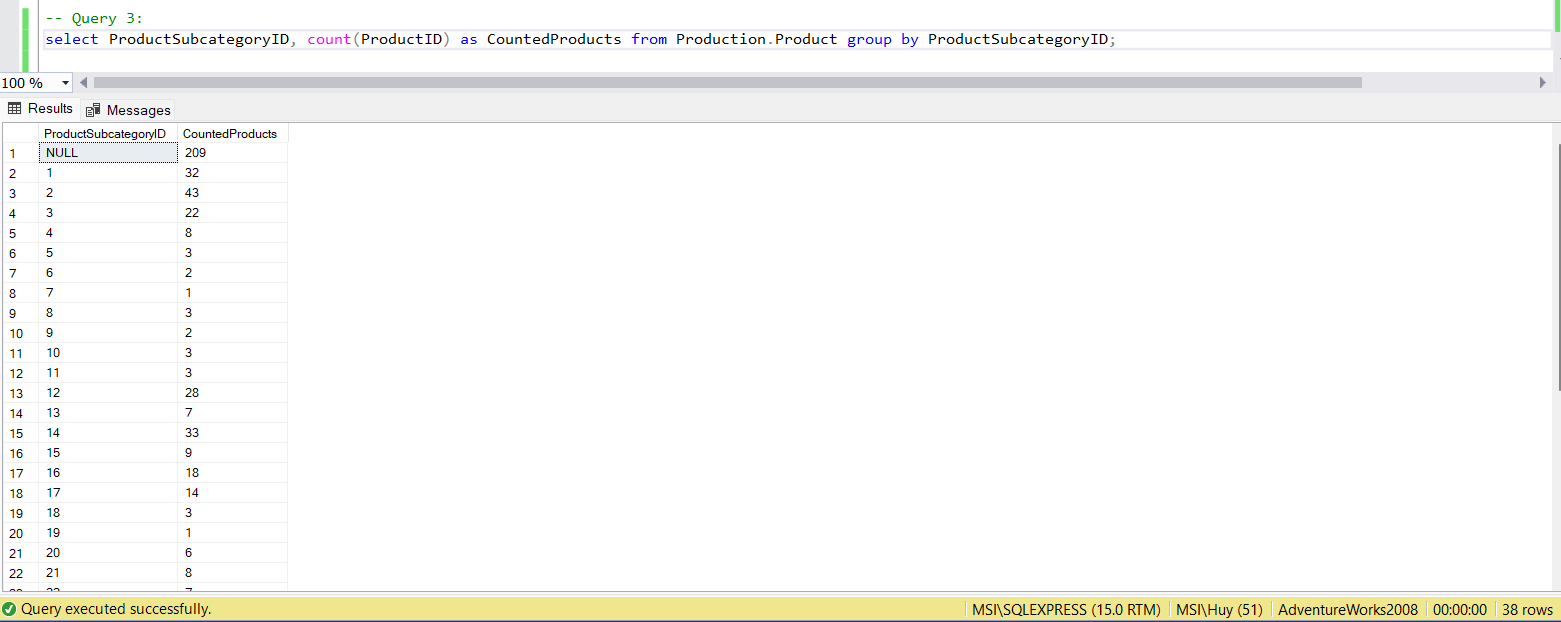 -- Query 3:
select ProductSubcategoryID, count(ProductID) as CountedProducts from Production.Product group by ProductSubcategoryID;
100 %
Results Messages
ProductSubcategoryID CountedProducts
1 NULL 209
2 1 32
3 2 43
4 3 22
5 4 8
6 5 3
7 6 2
8 7 1
9 8 3
10 9 2
11 10 3
12 11 3
13 12 28
14 13 7
15 14 33
16 15 9
17 16 18
18 17 14
19 18 3
20 19 1
21 20 6
22 21 8
Query executed successfully. MSI\SQLEXPRESS (15.0 RTM) MSI\Huy (51) AdventureWorks2008 00:00:00 38 rows